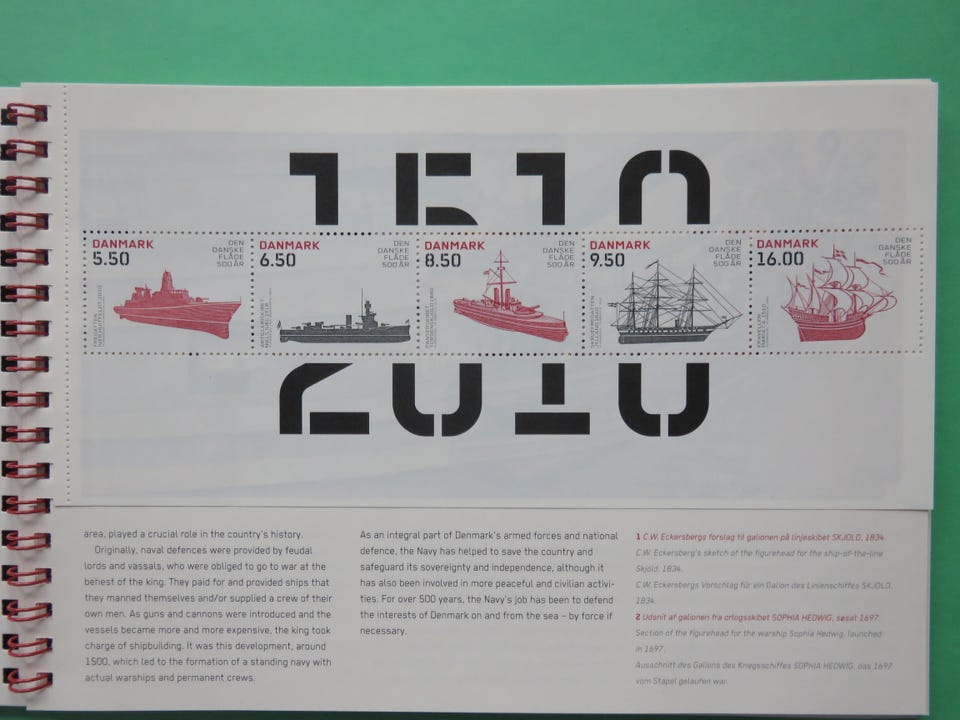 1510
DANMARK
5.50
DEN
DANSKE
FLÅDE
500 ÅR
DANMARK
6.50
DEN
DANSKE
FLÅDE
500 ÅR
DANMARK
8.50
DEN
DANSKE
FLÅDE
500 ÅR
DANMARK
9.50
DEN
DANSKE
FLÅDE
500 ÅR
DANMARK
16.00
DEN
DANSKE
FLÅDE
500 ÅR
2010
area, played a crucial role in the country's history.
Originally, naval defences were provided by feudal
lords and vassals, who were obliged to go to war at the
behest of the king. They paid for and provided ships that
they manned themselves and/or supplied a crew of their
own men. As guns and cannons were introduced and the
vessels became more and more expensive, the king took
charge of shipbuilding. It was this development, around
1500, which led to the formation of a standing navy with
actual warships and permanent crews.
As an integral part of Denmark's armed forces and national
defence, the Navy has helped to save the country and
safeguard its sovereignty and independence, although it
has also been involved in more peaceful and civilian activi-
ties. For over 500 years, the Navy's job has been to defend
the interests of Denmark on and from the sea – by force if
necessary.
1 C.W. Eckersbergs forslag til galionen på linjeskibet SKJOLD, 1834.
C.W. Eckersberg's sketch of the figurehead for the ship-of-the-line
Skjold, 1834.
C.W. Eckersbergs Vorschlag für ein Galion des Linienschiffes SKJOLD,
1834.
2 Udsnit af galionen fra orlogsskibet SOPHIA HEDWIG, søsat 1697.
Section of the figurehead for the warship Sophia Hedwig, launched
in 1697.
Ausschnitt des Galions des Kriegsschiffes SOPHIA HEDWIG, das 1697
vom Stapel gelaufen war.